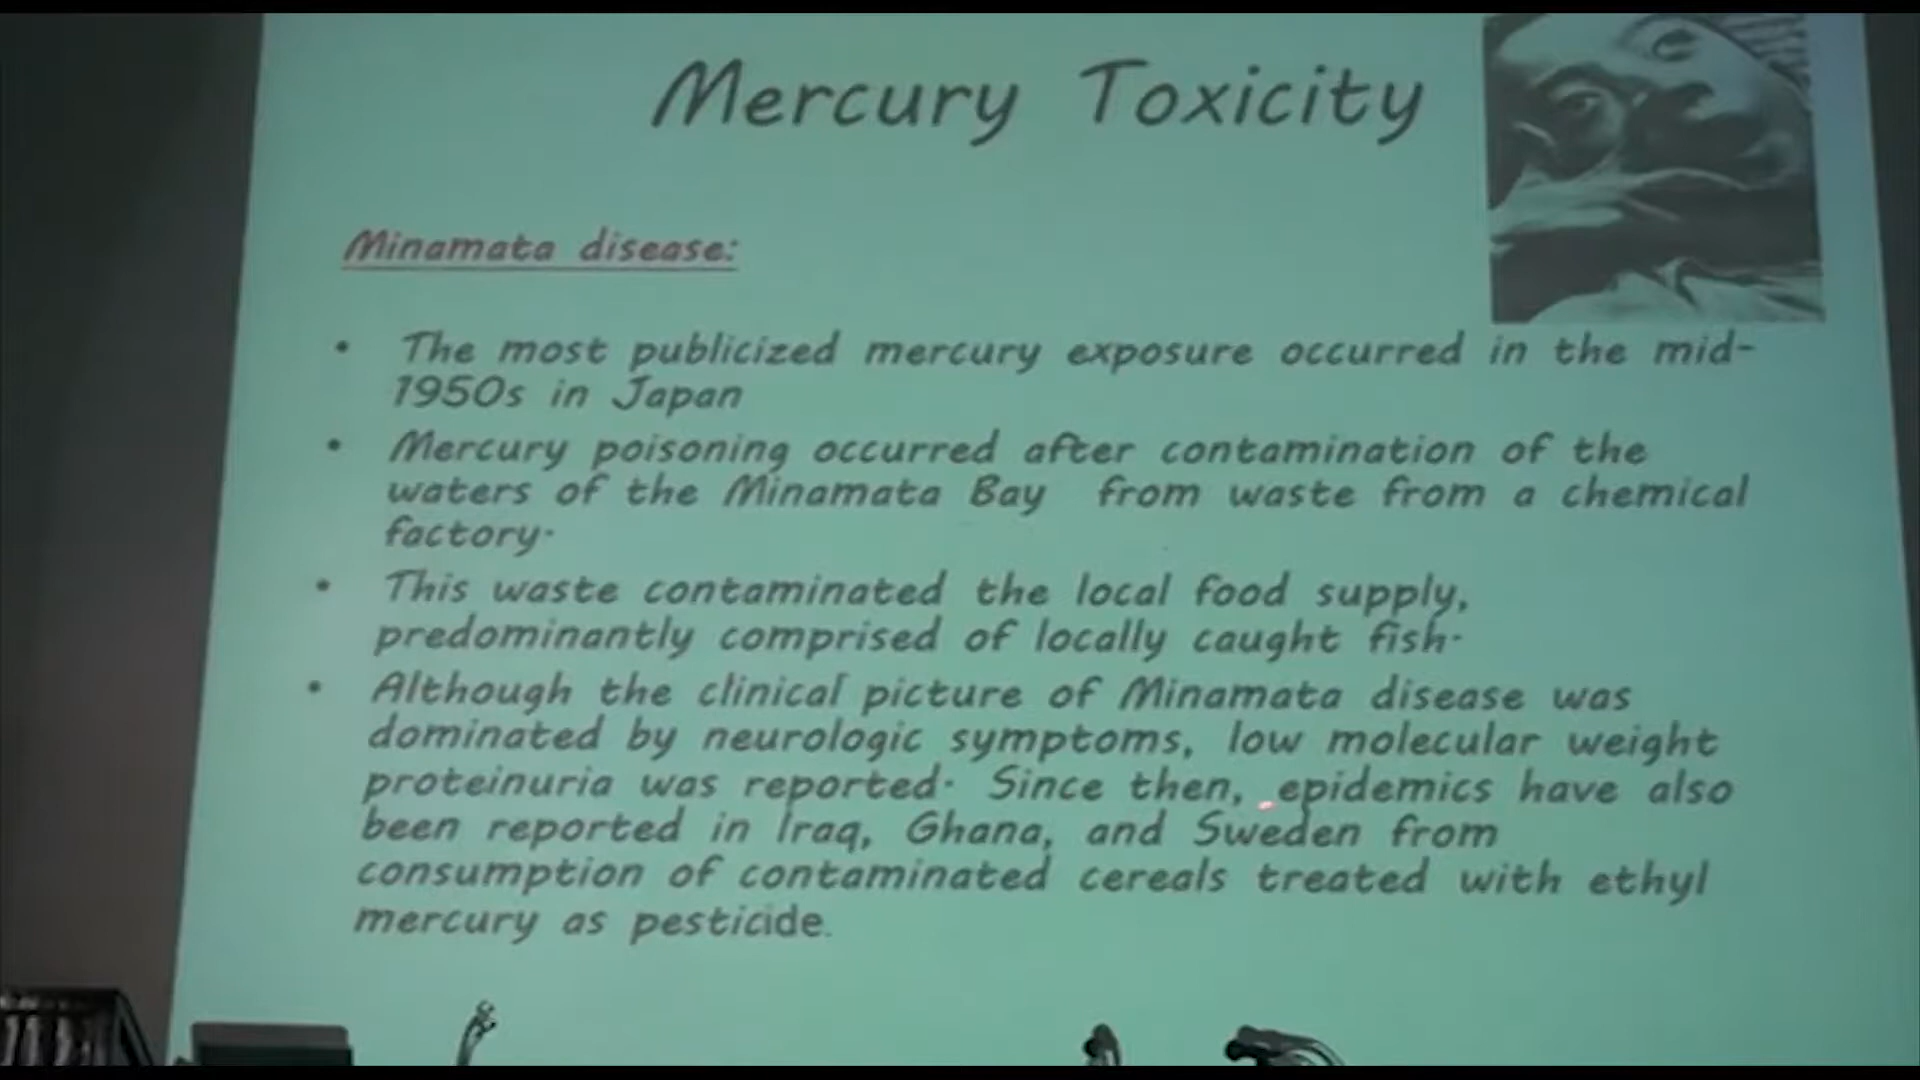 Mercury Toxicity
Minamata disease:
• The most publicized mercury exposure occurred in the mid-
1950s in Japan
• Mercury poisoning occurred after contamination of the
waters of the Minamata Bay from waste from a chemical
factory.
• This waste contaminated the local food supply,
predominantly comprised of locally caught fish.
• Although the clinical picture of Minamata disease was
dominated by neurologic symptoms, low molecular weight
proteinuria was reported. Since then, epidemics have also
been reported in Iraq, Ghana, and Sweden from
consumption of contaminated cereals treated with ethyl
mercury as pesticide.